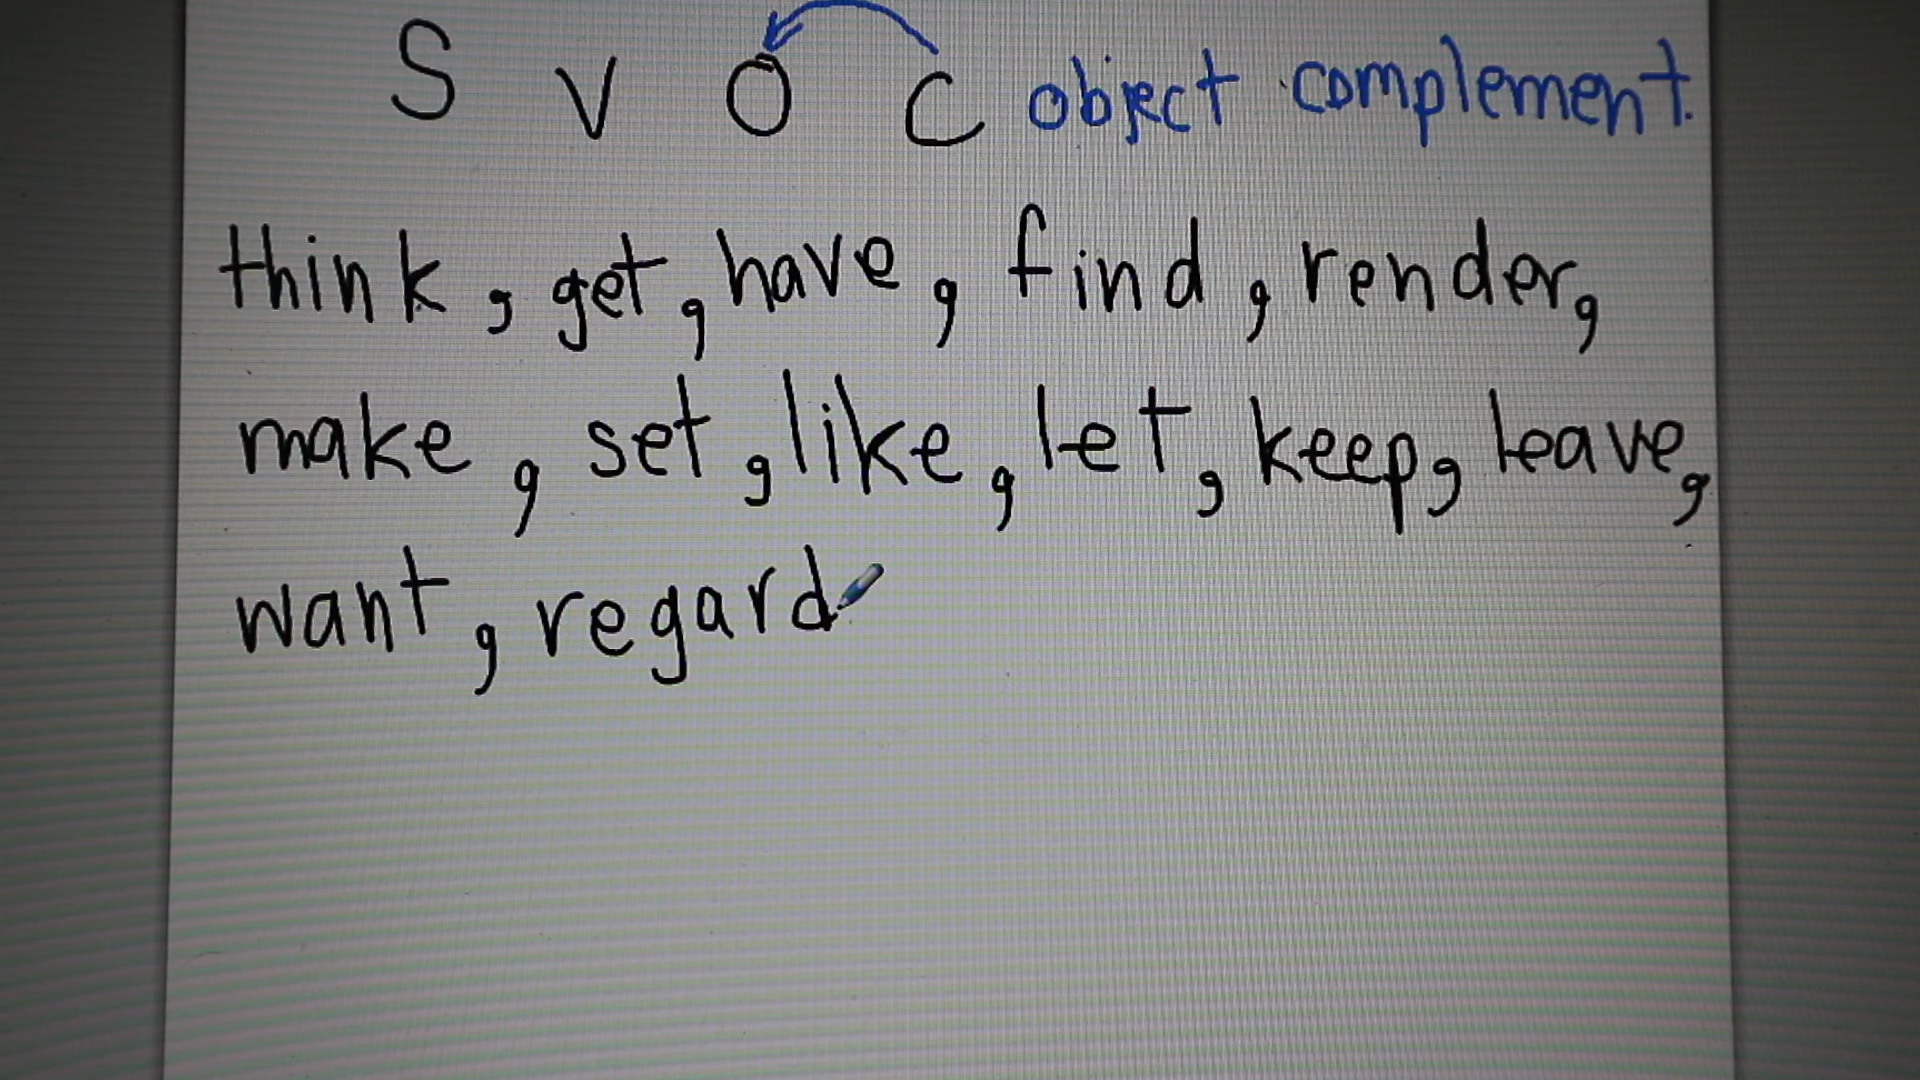 S V O C object complement.
think, get, have, find, render,
make, set, like, let, keep, leave,
want, regard